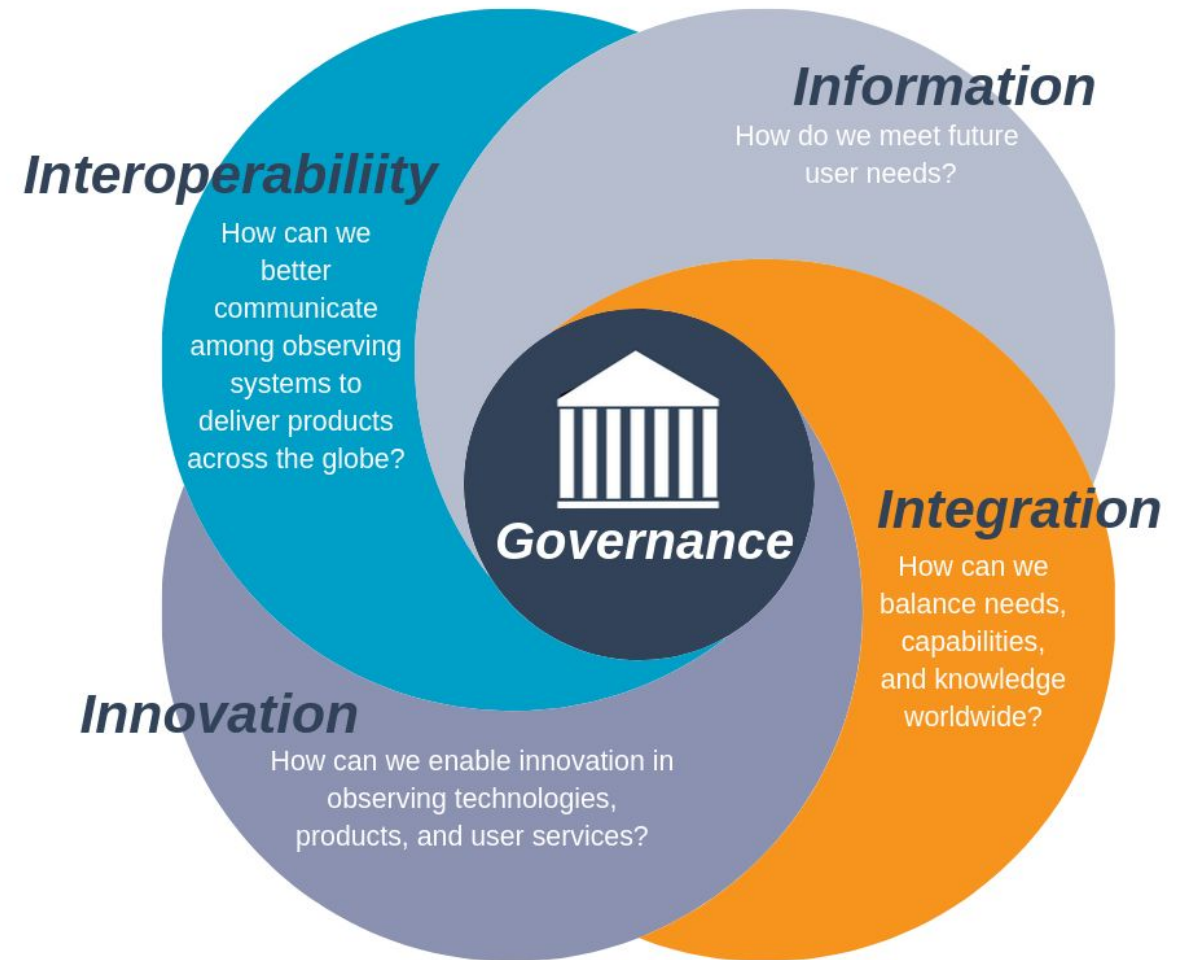 Information
How do we meet future
user needs?
Interoperabiliity
How can we
better
communicate
among observing
systems to
deliver products
across the globe?
Integration
How can we
balance needs,
capabilities,
and knowledge
worldwide?
Governance
Innovation
How can we enable innovation in
observing technologies,
products, and user services?